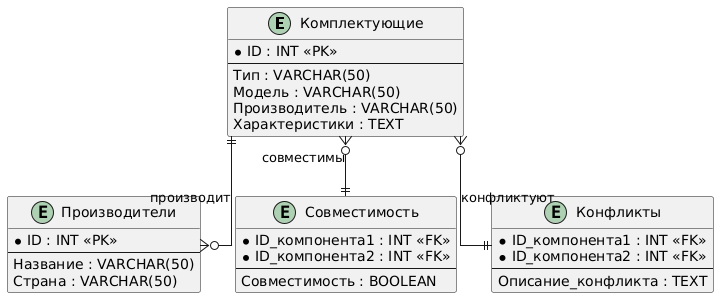 E Комплектующие
* ID : INT «PK»
Тип : VARCHAR(50)
Модель : VARCHAR(50)
Производитель : VARCHAR(50)
Характеристики : TEXT
совместимы
производит
конфликтуют
E Производители
* ID : INT «PK»
Название : VARCHAR(50)
Страна : VARCHAR(50)
E Совместимость
* ID_компонента1 : INT «FK»
* ID_компонента2 : INT «FK»
Совместимость : BOOLEAN
E Конфликты
* ID_компонента1 : INT «FK»
* ID_компонента2 : INT «FK»
Описание_конфликта : TEXT